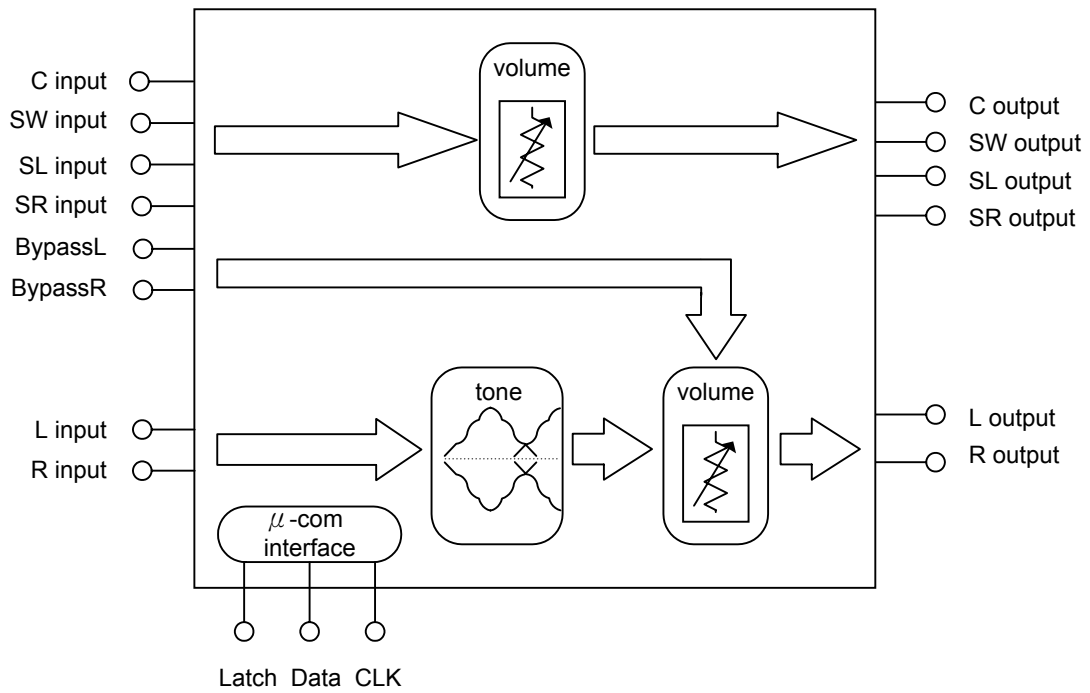 volume
C input
SW input
SL input
SR input
BypassL
BypassR
C output
SW output
SL output
SR output
tone
volume
L input
R input
L output
R output
μ-com
interface
Latch Data CLK